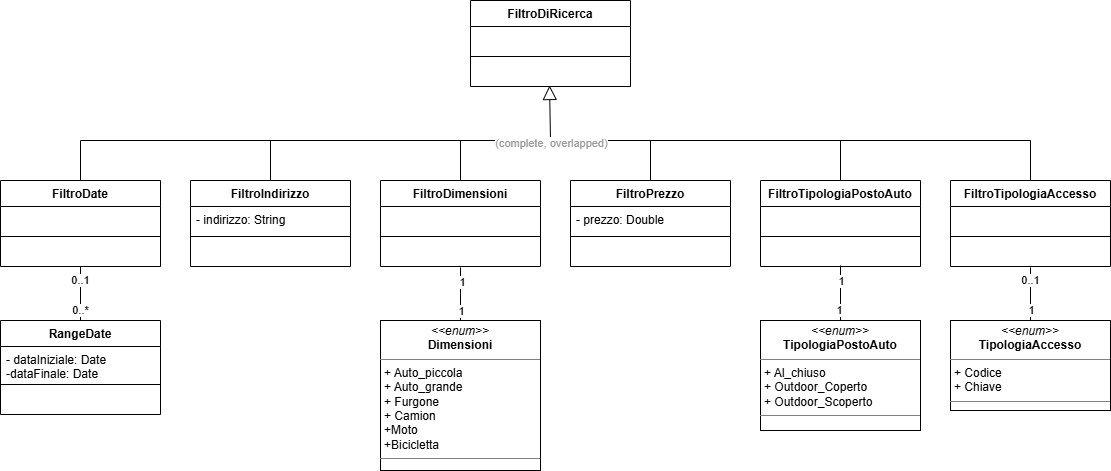 FiltroDiRicerca
(complete, overlapped)
FiltroDate
FiltroIndirizzo
- indirizzo: String
FiltroDimensioni
FiltroPrezzo
- prezzo: Double
FiltroTipologiaPostoAuto
FiltroTipologiaAccesso
0..1
0..*
1
1
1
1
0..1
1
RangeDate
- dataIniziale: Date
-dataFinale: Date
<<enum>>
Dimensioni
+ Auto_piccola
+ Auto_grande
+ Furgone
+ Camion
+Moto
+Bicicletta
<<enum>>
TipologiaPostoAuto
+ Al_chiuso
+ Outdoor_Coperto
+ Outdoor_Scoperto
<<enum>>
TipologiaAccesso
+ Codice
+ Chiave